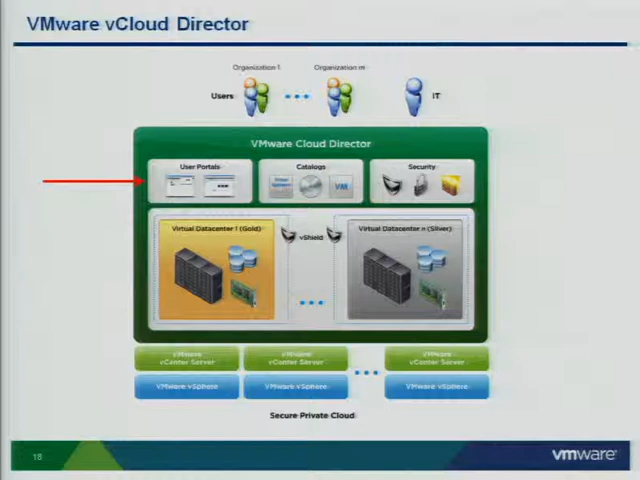 VMware vCloud Director
Organization 1
Organization m
Users
IT
VMware Cloud Director
User Portals
Catalogs
Security
VM
Virtual Datacenter 1 (Gold)
vShield
Virtual Datacenter n (Silver)
VMware
vCenter Server
VMware
vCenter Server
VMware
vCenter Server
VMware vSphere
VMware vSphere
VMware vSphere
Secure Private Cloud
18
vmware